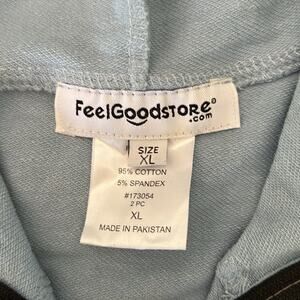 FeelGoodSTORE®
.com
SIZE
XL
95% COTTON
5% SPANDEX
#173054
2 PC
XL
MADE IN PAKISTAN